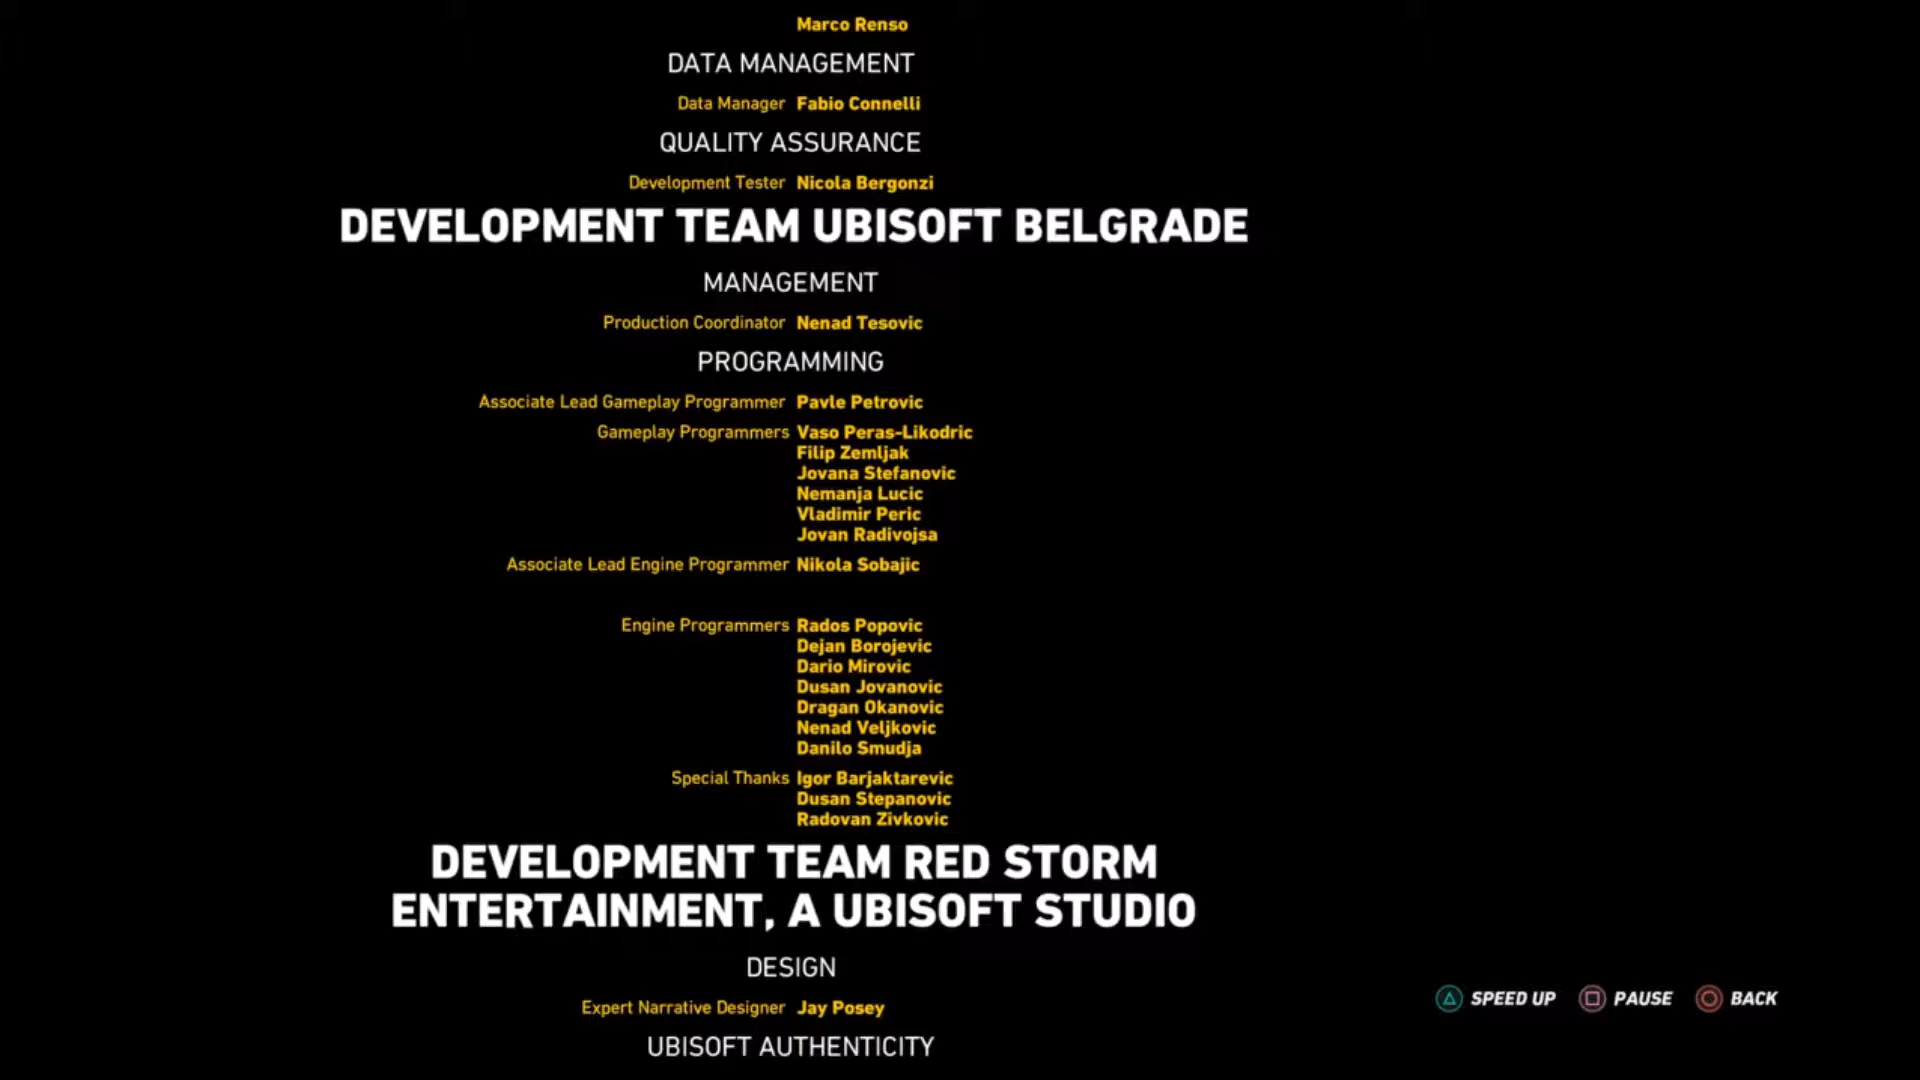 Marco Renso
DATA MANAGEMENT
Data Manager Fabio Connelli
QUALITY ASSURANCE
Development Tester Nicola Bergonzi
DEVELOPMENT TEAM UBISOFT BELGRADE
MANAGEMENT
Production Coordinator Nenad Tesovic
PROGRAMMING
Associate Lead Gameplay Programmer Pavle Petrovic
Gameplay Programmers Vaso Peras-Likodric
Filip Zemljak
Jovana Stefanovic
Nemanja Lucic
Vladimir Peric
Jovan Radivojsa
Associate Lead Engine Programmer Nikola Sobajic
Engine Programmers Rados Popovic
Dejan Borojevic
Dario Mirovic
Dusan Jovanovic
Dragan Okanovic
Nenad Veljkovic
Danilo Smudja
Special Thanks Igor Barjaktarevic
Dusan Stepanovic
Radovan Zivkovic
DEVELOPMENT TEAM RED STORM
ENTERTAINMENT, A UBISOFT STUDIO
DESIGN
Expert Narrative Designer Jay Posey
UBISOFT AUTHENTICITY
SPEED UP PAUSE BACK